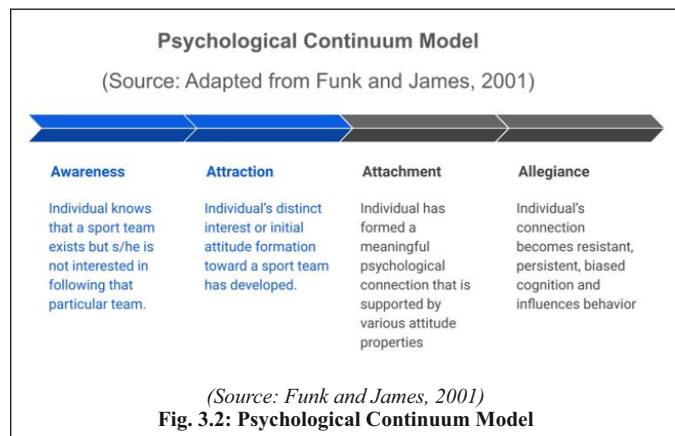 Psychological Continuum Model
(Source: Adapted from Funk and James, 2001)
Awareness
Individual knows
that a sport team
exists but s/he is
not interested in
following that
particular team.
Attraction
Individual's distinct
interest or initial
attitude formation
toward a sport team
has developed.
Attachment
Individual has
formed a
meaningful
psychological
connection that is
supported by
various attitude
properties
Allegiance
Individual's
connection
becomes resistant,
persistent, biased
cognition and
influences behavior
(Source: Funk and James, 2001)
Fig. 3.2: Psychological Continuum Model